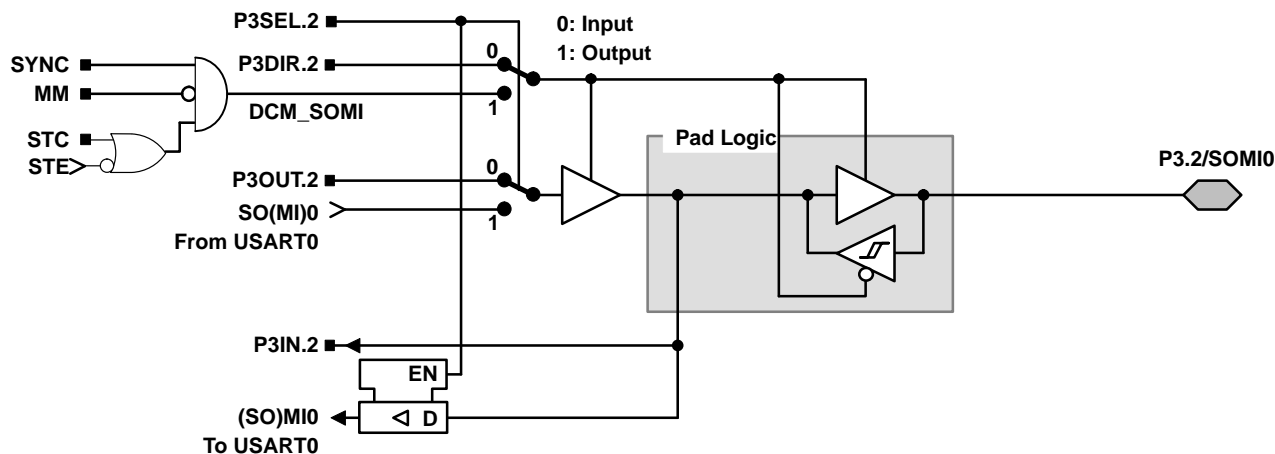 P3SEL.2
0: Input
1: Output
SYNC
P3DIR.2
0
MM
1
DCM_SOMI
STC
STE
Pad Logic
P3.2/SOMI0
P3OUT.2
0
SO(MI)0
1
From USART0
P3IN.2
EN
(SO)MI0
D
To USART0